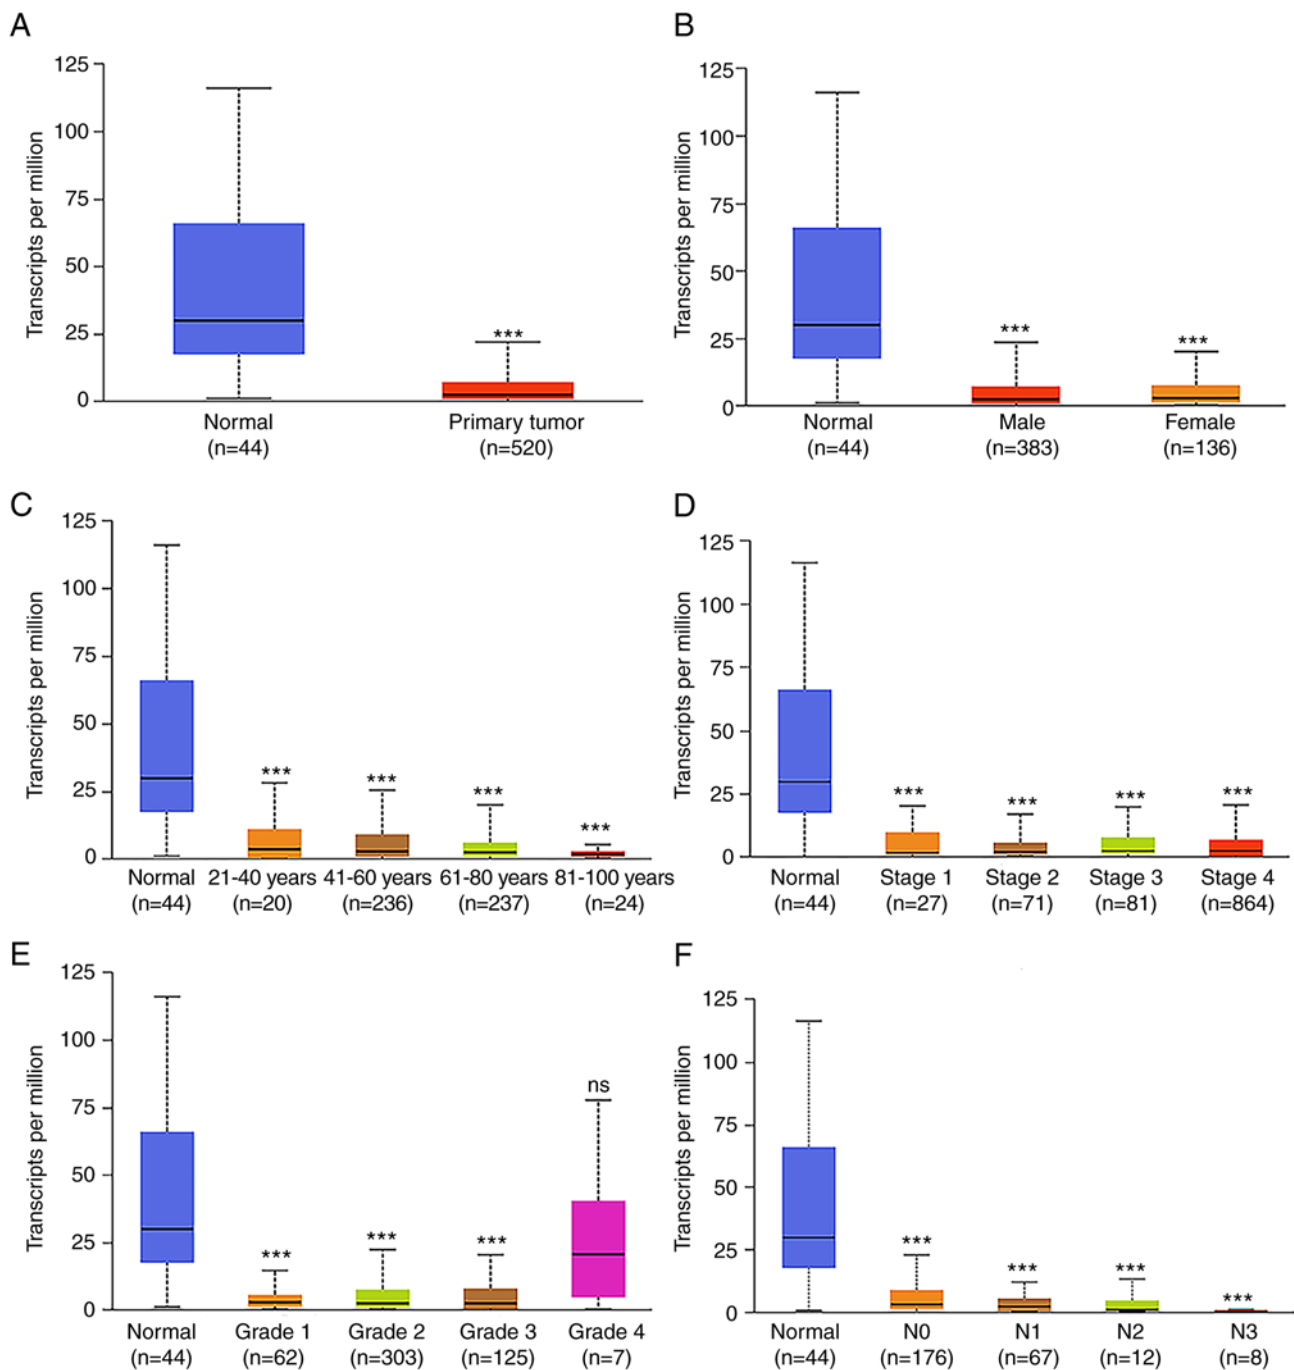 A
125
100
75
50
25
0
Transcripts per million
***
Normal
(n=44)
Primary tumor
(n=520)
B
125
100
75
50
25
0
Transcripts per million
***
***
Normal
(n=44)
Male
(n=383)
Female
(n=136)
C
125
100
75
50
25
0
Transcripts per million
***
***
***
***
Normal
(n=44)
21-40 years
(n=20)
41-60 years
(n=236)
61-80 years
(n=237)
81-100 years
(n=24)
D
125
100
75
50
25
0
Transcripts per million
***
***
***
***
Normal
(n=44)
Stage 1
(n=27)
Stage 2
(n=71)
Stage 3
(n=81)
Stage 4
(n=864)
E
125
100
75
50
25
0
Transcripts per million
***
***
***
ns
Normal
(n=44)
Grade 1
(n=62)
Grade 2
(n=303)
Grade 3
(n=125)
Grade 4
(n=7)
F
125
100
75
50
25
0
Transcripts per million
***
***
***
***
Normal
(n=44)
N0
(n=176)
N1
(n=67)
N2
(n=12)
N3
(n=8)